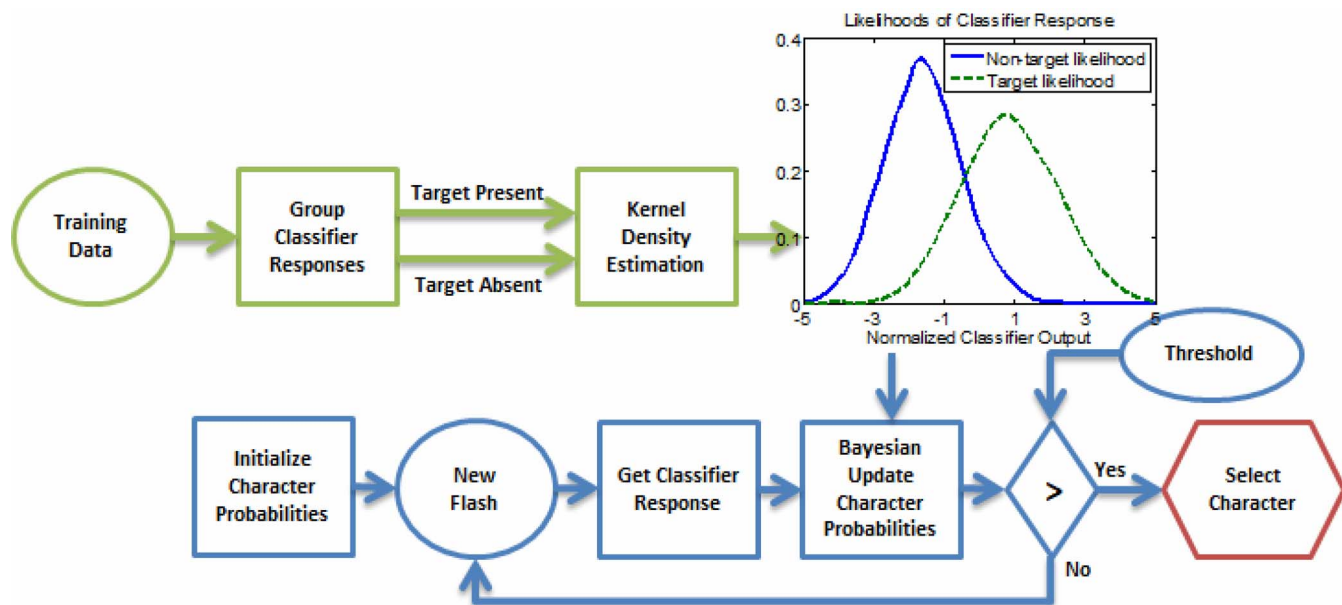 Likelihoods of Classifier Response
0.4
0.3
0.2
0.1
0
Non-target likelihood
Target likelihood
-5
-3
-1
1
3
5
Normalized Classifier Output
Training
Data
Group
Classifier
Responses
Target Present
Target Absent
Kernel
Density
Estimation
Threshold
Initialize
Character
Probabilities
New
Flash
Get Classifier
Response
Bayesian
Update
Character
Probabilities
>
Yes
No
Select
Character